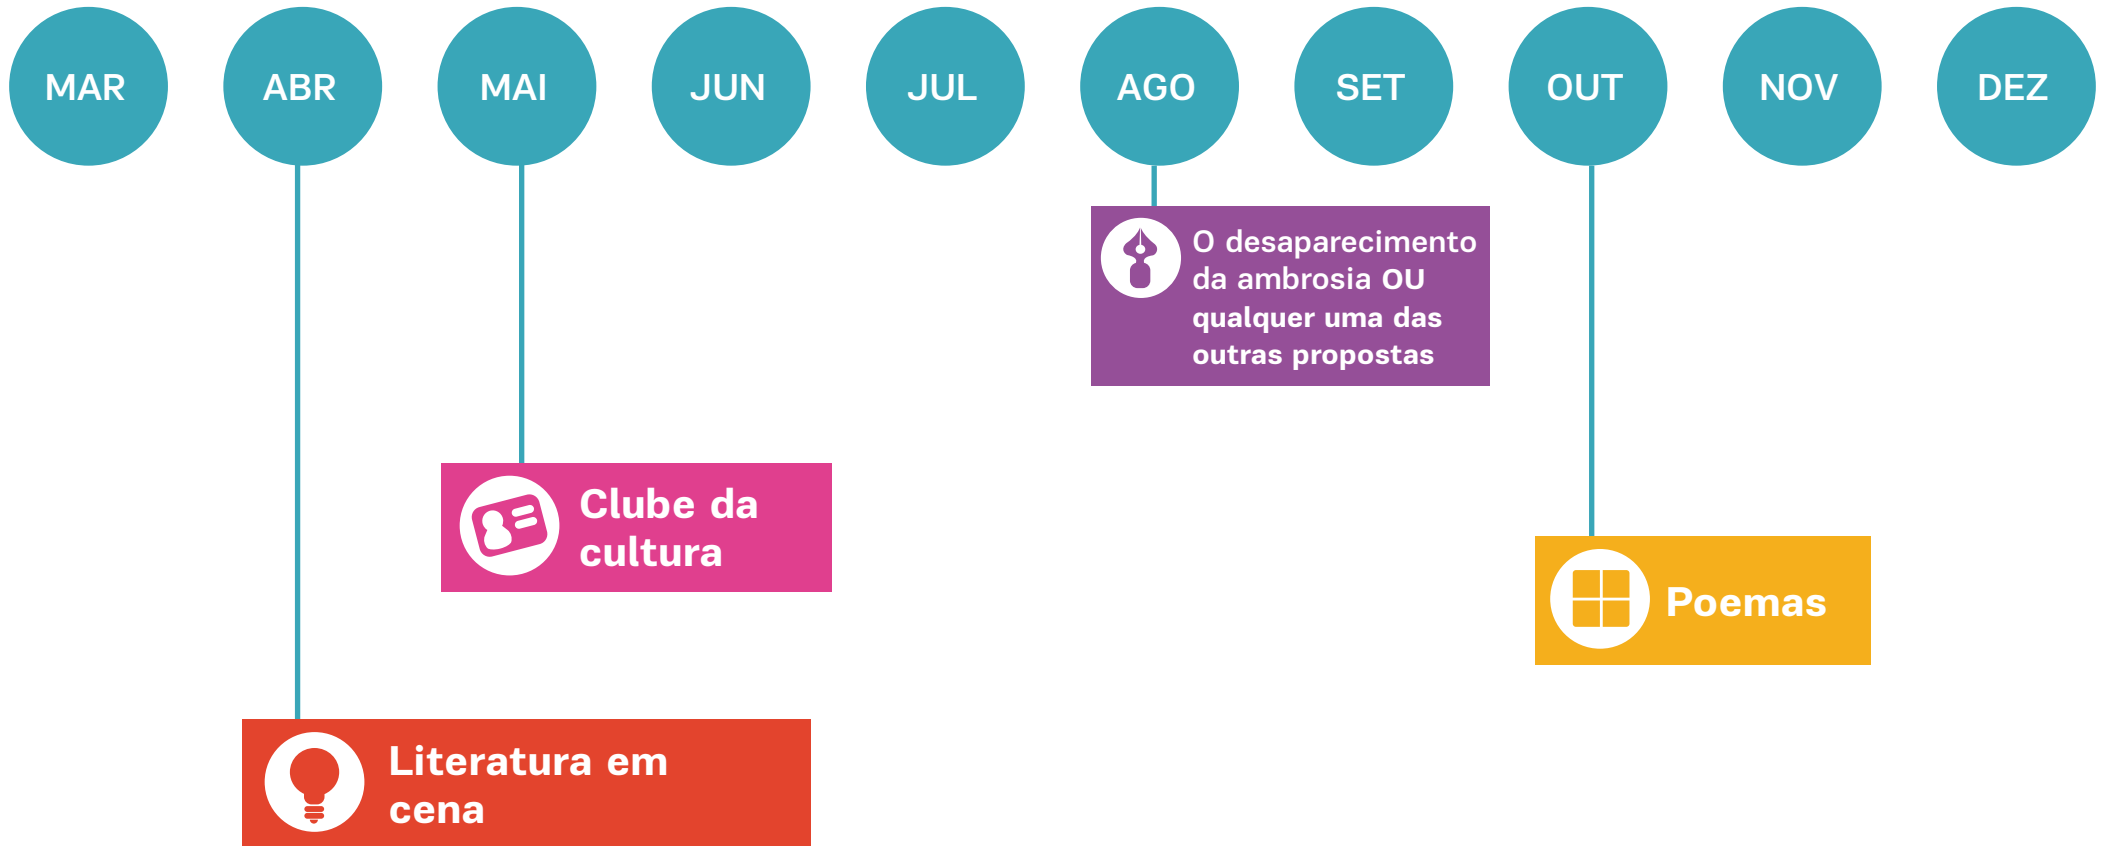 MAR
ABR
MAI
JUN
JUL
AGO
SET
OUT
NOV
DEZ
O desaparecimento
da ambrosia OU
qualquer uma das
outras propostas
Clube da
cultura
Poemas
Literatura em
cena